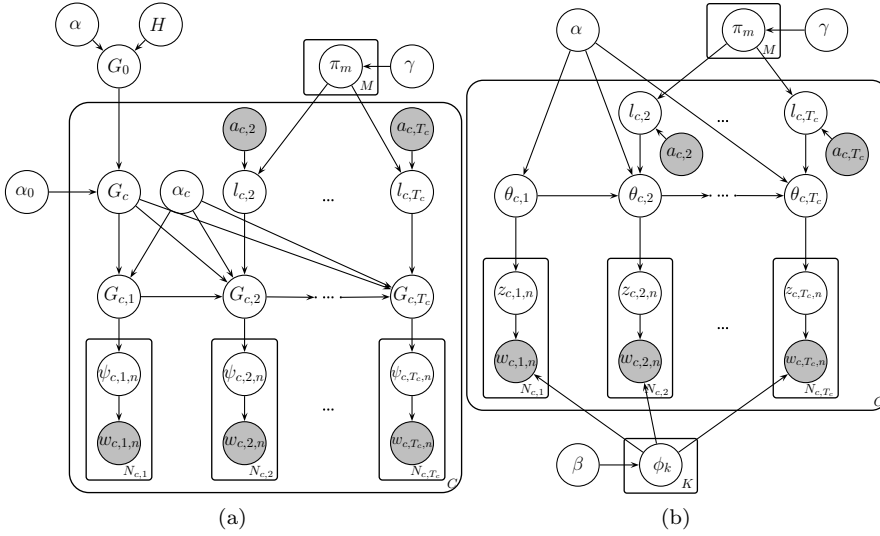 α H α π_m γ
G_0 π_m γ M
M
a_{c,2} a_{c,T_c} l_{c,2} ... l_{c,T_c}
α_0 G_c α_c l_{c,2} ... l_{c,T_c} a_{c,2} a_{c,T_c}
θ_{c,1} θ_{c,2} ... θ_{c,T_c}
G_{c,1} G_{c,2} ... G_{c,T_c} z_{c,1,n} z_{c,2,n} z_{c,T_c,n}
...
ψ_{c,1,n} ψ_{c,2,n} ψ_{c,T_c,n} w_{c,1,n} w_{c,2,n} w_{c,T_c,n}
... N_{c,1} N_{c,2} N_{c,T_c} C
w_{c,1,n} w_{c,2,n} w_{c,T_c,n}
N_{c,1} N_{c,2} N_{c,T_c} C β ϕ_k K
(a) (b)